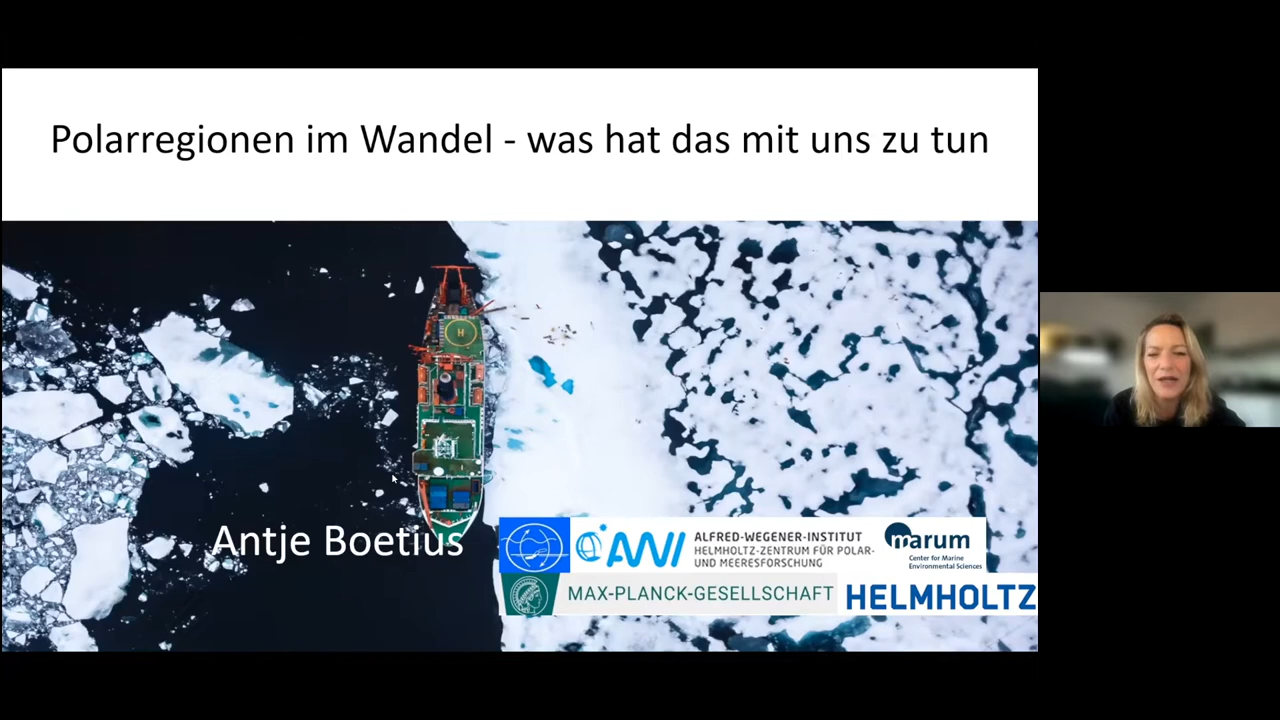 Polarregionen im Wandel - was hat das mit uns zu tun
H
Antje Boetius
AWI
ALFRED-WEGENER-INSTITUT
HELMHOLTZ-ZENTRUM FÜR POLAR-
UND MEERESFORSCHUNG
marum
Center for Marine
Environmental Sciences
MAX-PLANCK-GESELLSCHAFT
HELMHOLTZ